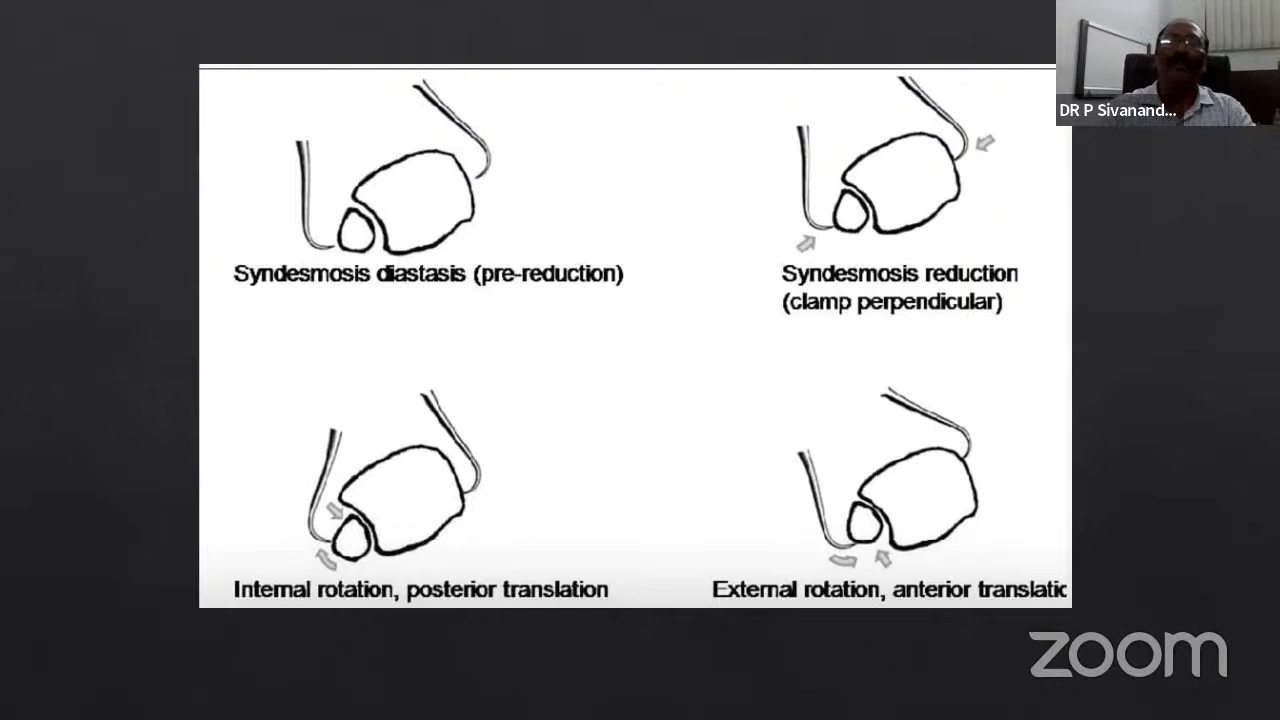 DR P Sivanand...
Syndesmosis diastasis (pre-reduction)
Syndesmosis reduction
(clamp perpendicular)
Internal rotation, posterior translation
External rotation, anterior translatic
zoom